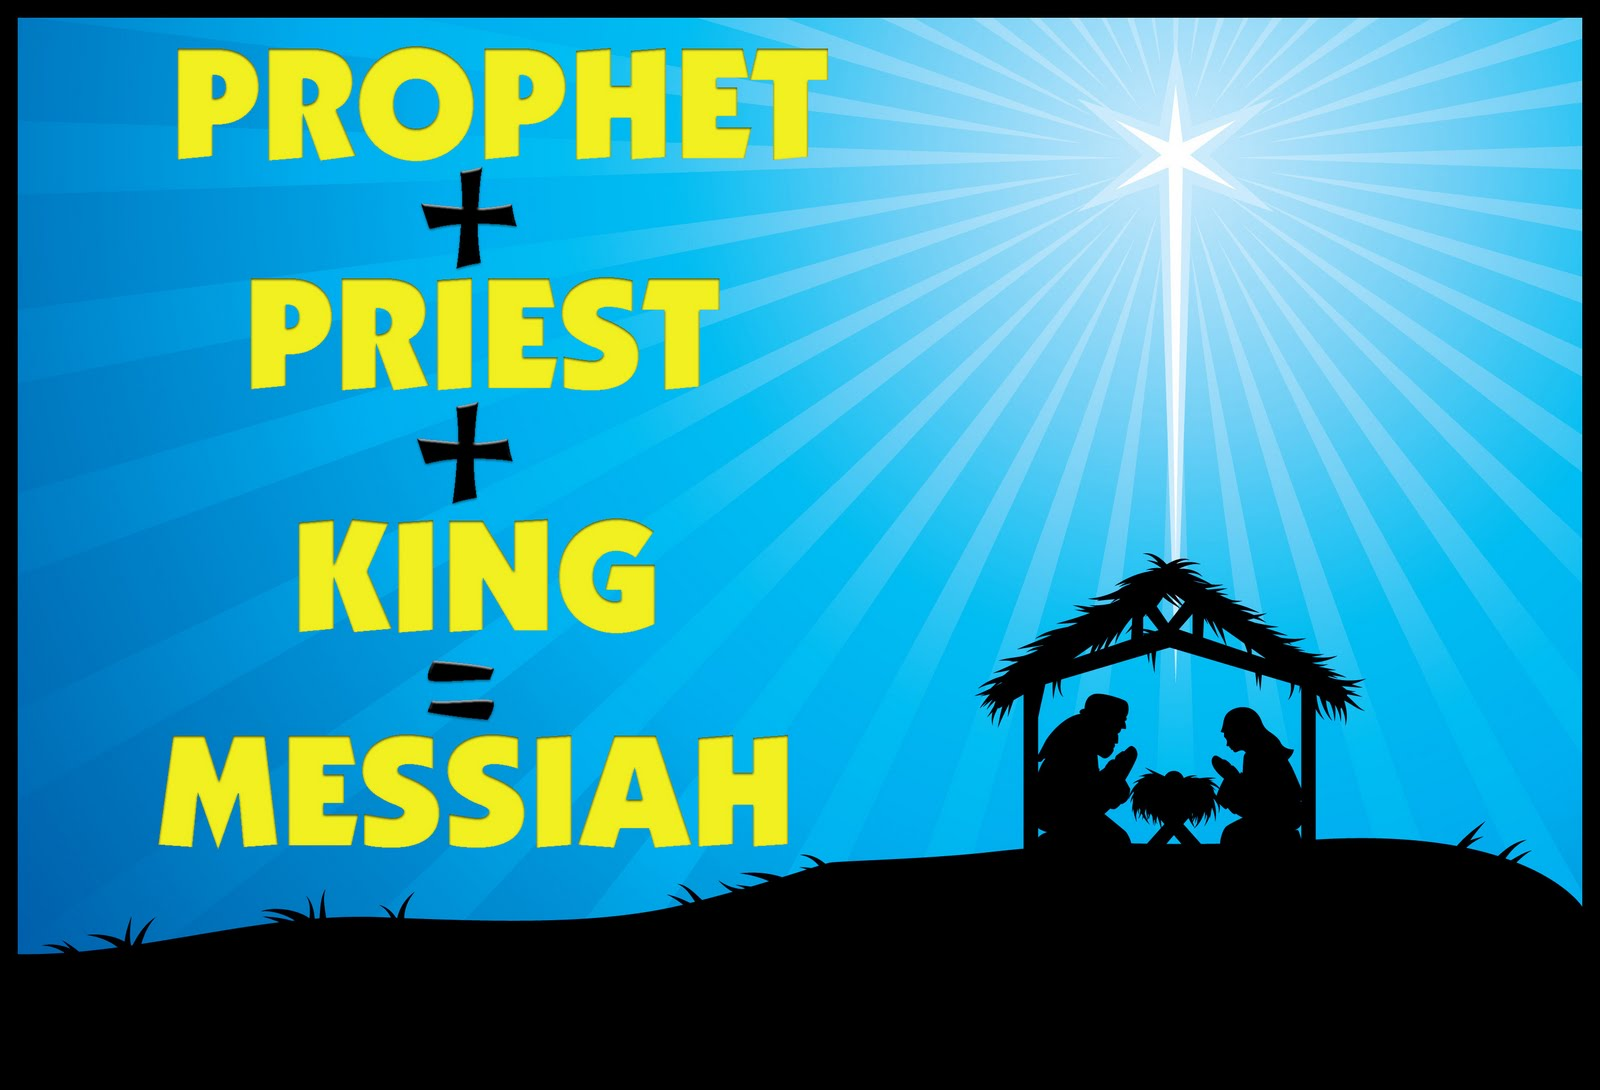 PROPHET
+
PRIEST
+
KING
=
MESSIAH